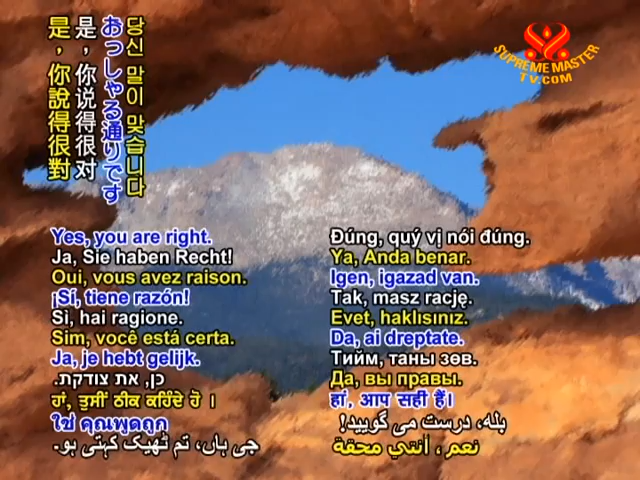 是，你說得很對
是，你说得很对
おっしゃる通りです
당신 말이 맞습니다
SUPREME MASTER
TV.COM
Yes, you are right.
Ja, Sie haben Recht!
Oui, vous avez raison.
¡Sí, tiene razón!
Si, hai ragione.
Sim, você está certa.
Ja, je hebt gelijk.
כן, את צודקת.
ਹਾਂ, ਤੁਸੀਂ ਠੀਕ ਕਹਿੰਦੇ ਹੋ ।
ใช่ คุณพูดถูก
جی ہاں، تم ٹھیک کہتی ہو۔
Đúng, quý vị nói đúng.
Ya, Anda benar.
Igen, igazad van.
Tak, masz rację.
Evet, haklısınız.
Da, ai dreptate.
Тийм, таны зөв.
Да, вы правы.
हां, आप सही हैं।
بله، درست می گویید!
نعم ، أنتي محقة